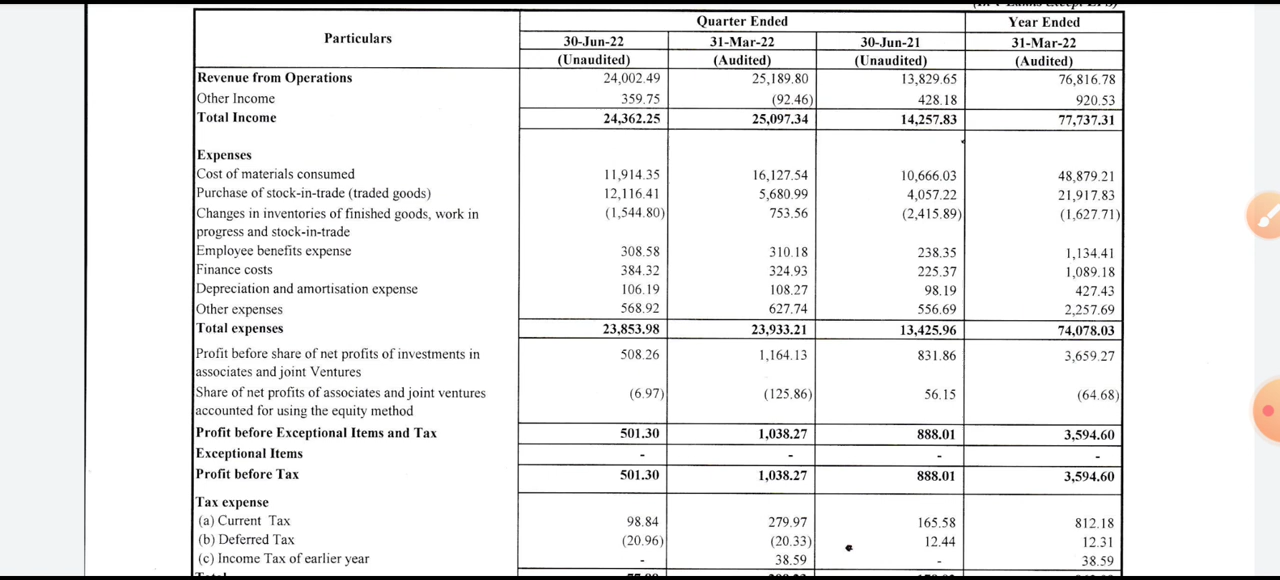 Quarter Ended Year Ended
Particulars 30-Jun-22 31-Mar-22 30-Jun-21 31-Mar-22
(Unaudited) (Audited) (Unaudited) (Audited)
Revenue from Operations 24,002.49 25,189.80 13,829.65 76,816.78
Other Income 359.75 (92.46) 428.18 920.53
Total Income 24,362.25 25,097.34 14,257.83 77,737.31
Expenses
Cost of materials consumed 11,914.35 16,127.54 10,666.03 48,879.21
Purchase of stock-in-trade (traded goods) 12,116.41 5,680.99 4,057.22 21,917.83
Changes in inventories of finished goods, work in (1,544.80) 753.56 (2,415.89) (1,627.71)
progress and stock-in-trade
Employee benefits expense 308.58 310.18 238.35 1,134.41
Finance costs 384.32 324.93 225.37 1,089.18
Depreciation and amortisation expense 106.19 108.27 98.19 427.43
Other expenses 568.92 627.74 556.69 2,257.69
Total expenses 23,853.98 23,933.21 13,425.96 74,078.03
Profit before share of net profits of investments in 508.26 1,164.13 831.86 3,659.27
associates and joint Ventures
Share of net profits of associates and joint ventures (6.97) (125.86) 56.15 (64.68)
accounted for using the equity method
Profit before Exceptional Items and Tax 501.30 1,038.27 888.01 3,594.60
Exceptional Items - - - -
Profit before Tax 501.30 1,038.27 888.01 3,594.60
Tax expense
(a) Current Tax 98.84 279.97 165.58 812.18
(b) Deferred Tax (20.96) (20.33) 12.44 12.31
(c) Income Tax of earlier year - 38.59 - 38.59